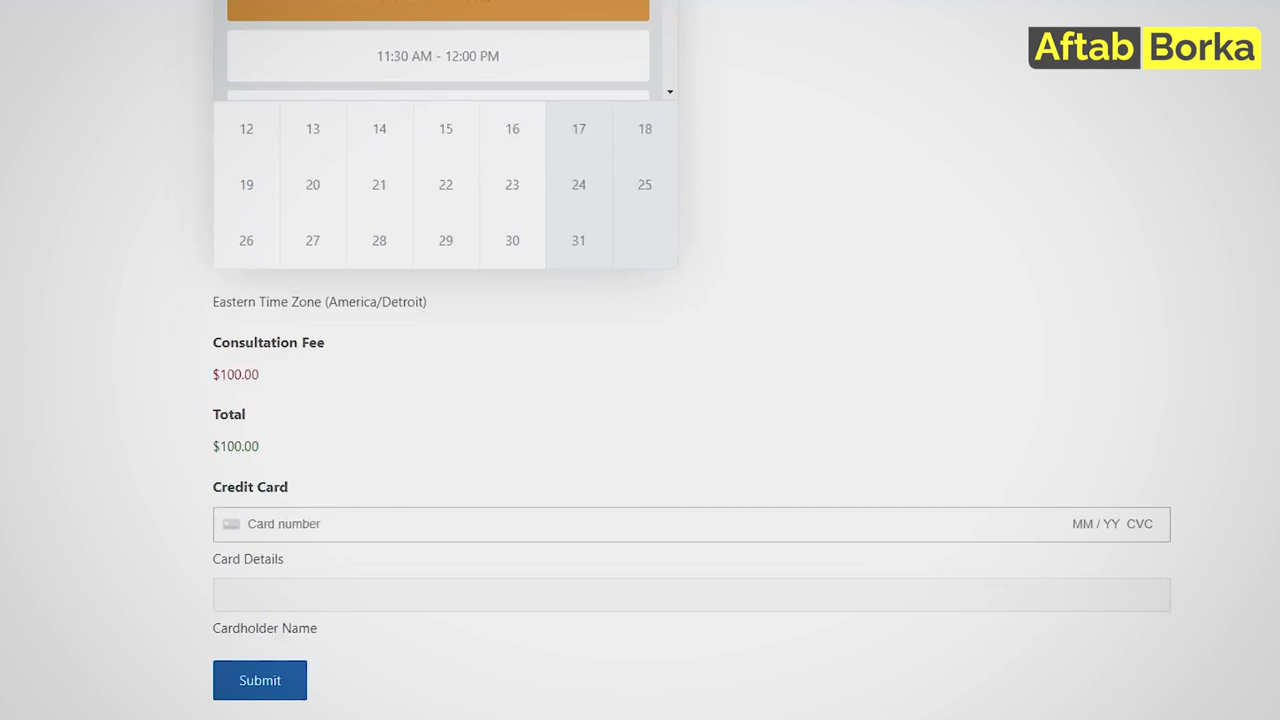 Aftab Borka
11:30 AM - 12:00 PM
12 13 14 15 16 17 18
19 20 21 22 23 24 25
26 27 28 29 30 31
Eastern Time Zone (America/Detroit)
Consultation Fee
$100.00
Total
$100.00
Credit Card
Card number MM / YY CVC
Card Details
Cardholder Name
Submit